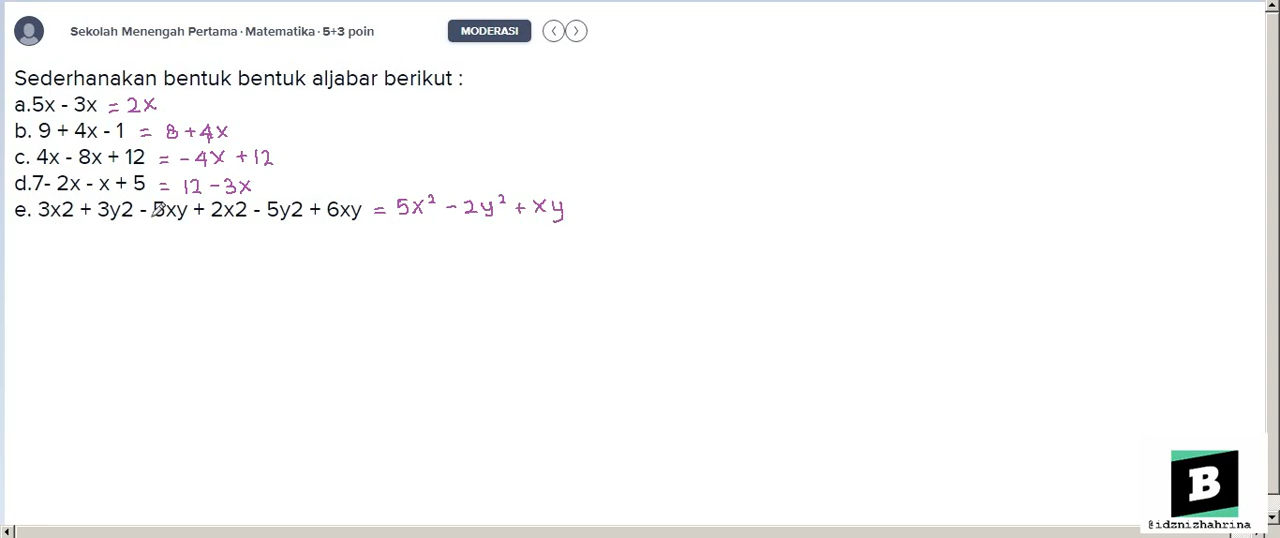 Sekolah Menengah Pertama · Matematika · 5+3 poin MODERASI
Sederhanakan bentuk bentuk aljabar berikut :
a.5x - 3x = 2x
b. 9 + 4x - 1 = 8 + 4x
c. 4x - 8x + 12 = - 4x + 12
d.7- 2x - x + 5 = 12 - 3x
e. 3x2 + 3y2 - 5xy + 2x2 - 5y2 + 6xy = 5x² - 2y² + xy
B
@idznizhahrina